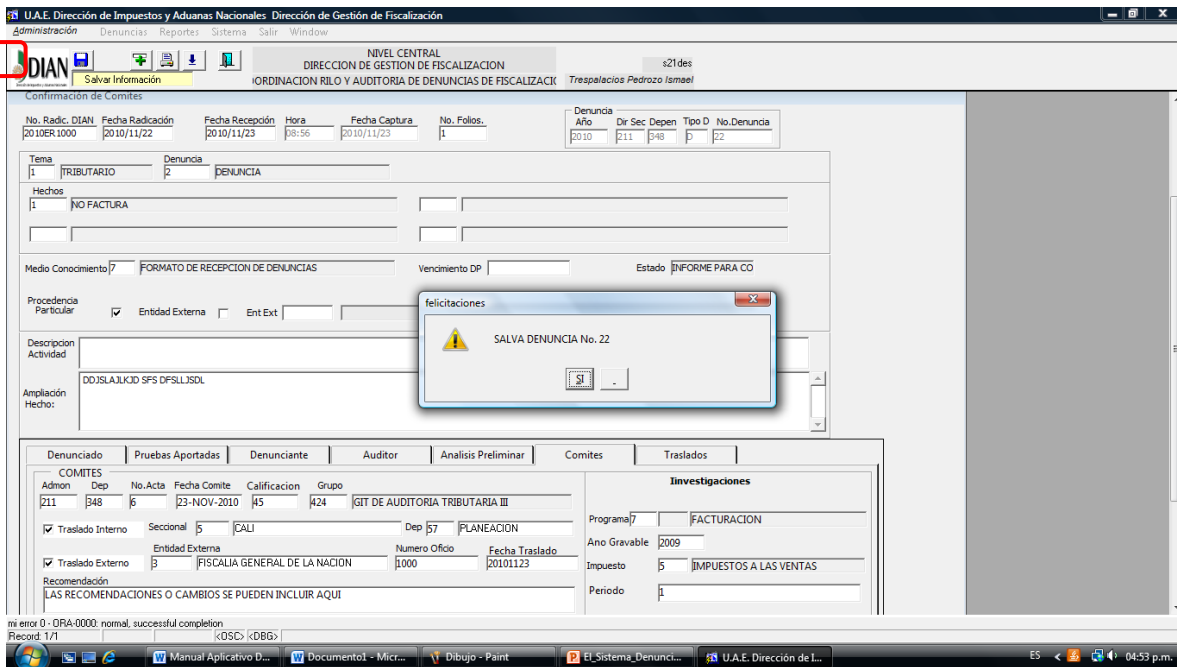 U.A.E. Dirección de Impuestos y Aduanas Nacionales Dirección de Gestión de Fiscalización
Administración Denuncias Reportes Sistema Salir Window
DIAN
Salvar Información
NIVEL CENTRAL
DIRECCION DE GESTION DE FISCALIZACION
s21des
ORDINACION RILO Y AUDITORIA DE DENUNCIAS DE FISCALIZACI
Trespalacios Pedrozo Ismael
Confirmación de Comites
No. Radic. DIAN Fecha Radicación Fecha Recepción Hora Fecha Captura No. Folios.
2010ER1000 2010/11/22 2010/11/23 08:56 2010/11/23 1
Denuncia
Año Dir Sec Depen Tipo D No.Denuncia
2010 211 348 D 22
Tema Denuncia
1 TRIBUTARIO 2 DENUNCIA
Hechos
1 NO FACTURA
Medio Conocimiento 7 FORMATO DE RECEPCION DE DENUNCIAS Vencimiento DP Estado INFORME PARA CO
Procedencia
Particular Entidad Externa Ent Ext
felicitaciones
SALVA DENUNCIA No. 22
SI .
Descripcion
Actividad
Ampliación
Hecho:
DDJSLAJLKJD SFS DFSLLJSDL
Denunciado Pruebas Aportadas Denunciante Auditor Analisis Preliminar Comites Traslados
COMITES
Admon Dep No.Acta Fecha Comite Calificacion Grupo
211 348 6 23-NOV-2010 45 424 GIT DE AUDITORIA TRIBUTARIA III
Traslado Interno Seccional 5 CALI Dep 57 PLANEACION
Entidad Externa Numero Oficio Fecha Traslado
Traslado Externo 3 FISCALIA GENERAL DE LA NACION 1000 20101123
Recomendación
LAS RECOMENDACIONES O CAMBIOS SE PUEDEN INCLUIR AQUI
Iinvestigaciones
Programa 7 FACTURACION
Ano Gravable 2009
Impuesto 5 IMPUESTOS A LAS VENTAS
Periodo 1
mi error 0 - ORA-0000: normal, successful completion
Record: 1/1 <OSC> <DBG>
Manual Aplicativo D... Documento1 - Micr... Dibujo - Paint El_Sistema_Denunci... U.A.E. Dirección de I... ES 04:53 p.m.